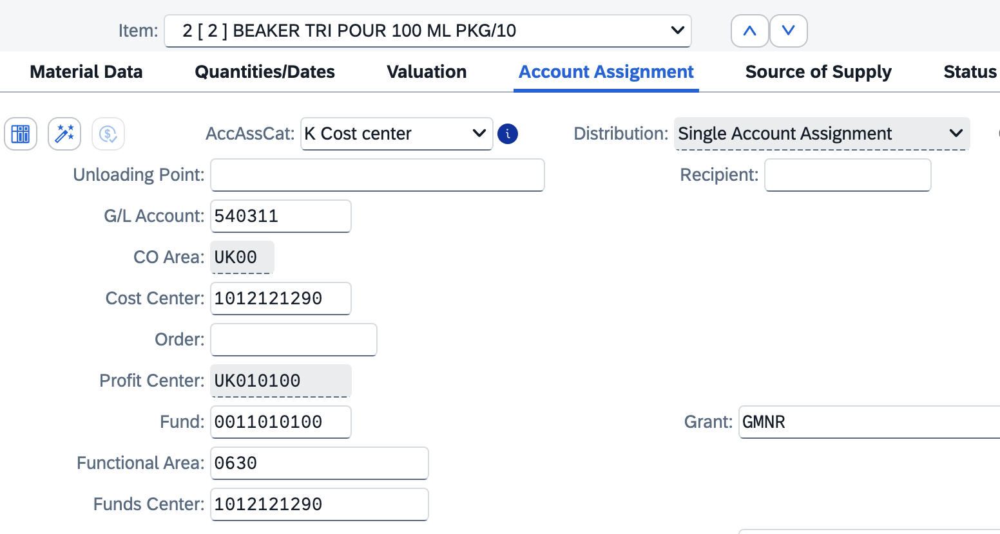 Item: 2 [ 2 ] BEAKER TRI POUR 100 ML PKG/10
Material Data Quantities/Dates Valuation Account Assignment Source of Supply Status
AccAssCat: K Cost center Distribution: Single Account Assignment
Unloading Point: Recipient:
G/L Account: 540311
CO Area: UK00
Cost Center: 1012121290
Order:
Profit Center: UK010100
Fund: 0011010100 Grant: GMNR
Functional Area: 0630
Funds Center: 1012121290